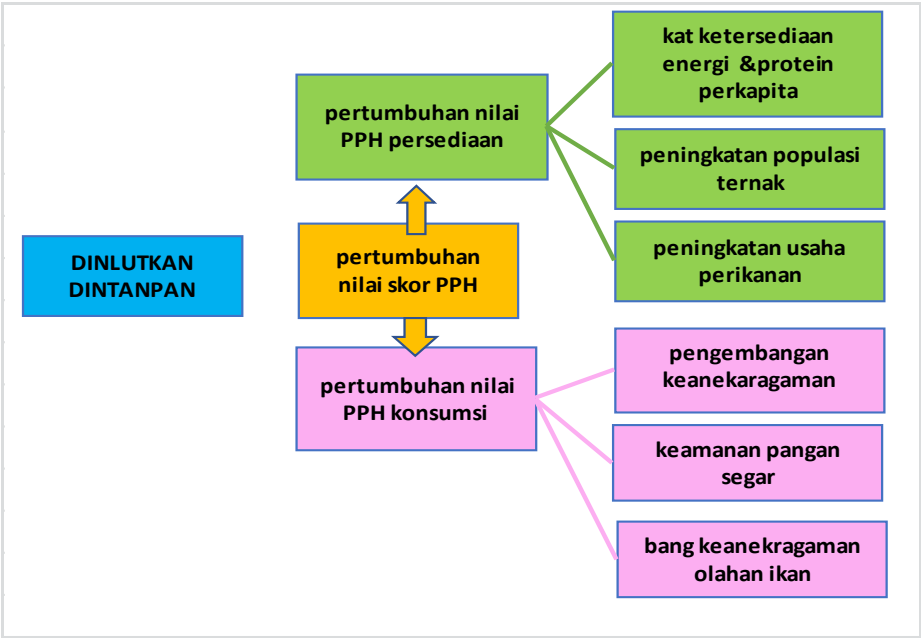 DINLUTKAN
DINTANPAN
pertumbuhan nilai
PPH persediaan
pertumbuhan
nilai skor PPH
pertumbuhan nilai
PPH konsumsi
kat ketersediaan
energi &protein
perkapita
peningkatan populasi
ternak
peningkatan usaha
perikanan
pengembangan
keanekaragaman
keamanan pangan
segar
bang keanekragaman
olahan ikan